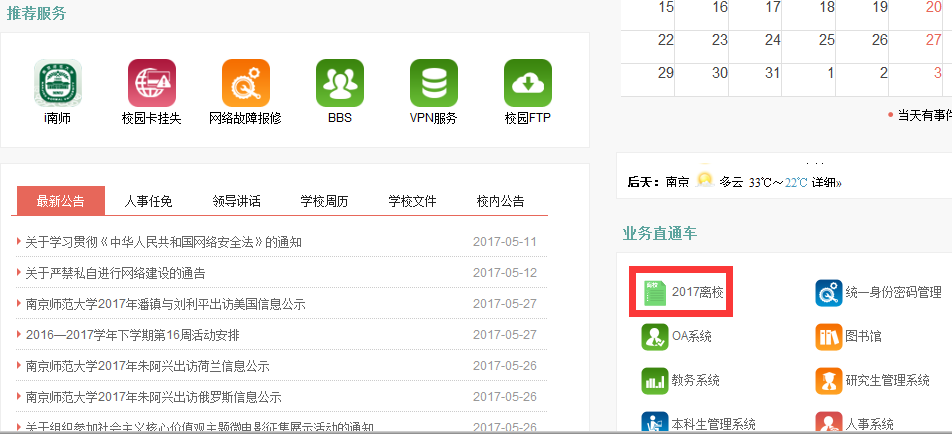 推荐服务
i南师
校园卡挂失
网络故障报修
BBS
VPN服务
校园FTP
最新公告 人事任免 领导讲话 学校周历 学校文件 校内公告
关于学习贯彻《中华人民共和国网络安全法》的通知 2017-05-11
关于严禁私自进行网络建设的通告 2017-05-12
南京师范大学2017年潘镇与刘利平出访美国信息公示 2017-05-27
2016—2017学年下学期第16周活动安排 2017-05-27
南京师范大学2017年朱阿兴出访荷兰信息公示 2017-05-26
南京师范大学2017年朱阿兴出访俄罗斯信息公示 2017-05-26
关于组织参加社会主义核心价值观主题微电影征集展示活动的通知 2017-05-26
15 16 17 18 19 20
22 23 24 25 26 27
29 30 31 1 2 3
当天有事件
后天: 南京 多云 33℃～22℃ 详细»
业务直通车
离校 2017离校 统一身份密码管理
OA系统 图书馆
教务系统 研究生管理系统
本科生管理系统 人事系统